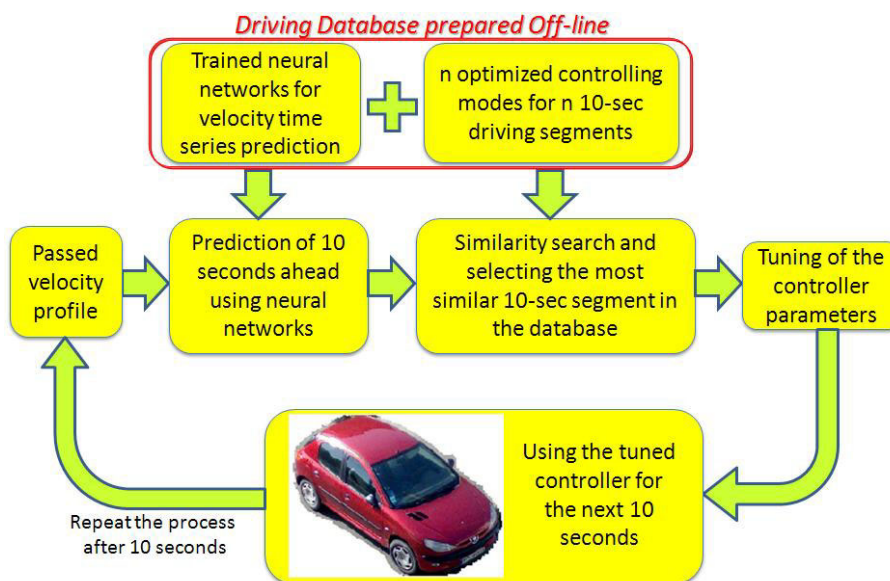 Driving Database prepared Off-line
Trained neural
networks for
velocity time
series prediction
n optimized controlling
modes for n 10-sec
driving segments
Passed
velocity
profile
Prediction of 10
seconds ahead
using neural
networks
Similarity search and
selecting the most
similar 10-sec segment in
the database
Tuning of the
controller
parameters
Using the tuned
controller for
the next 10
seconds
Repeat the process
after 10 seconds